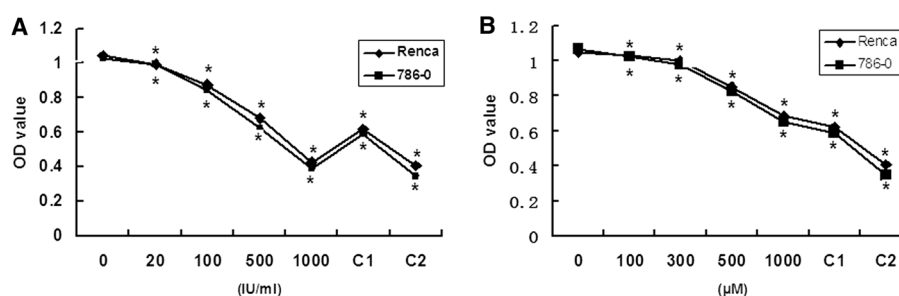 A
1.2
1
0.8
0.6
0.4
0.2
0
OD value
* * * * * *
* * * * * *
Renca
786-0
0 20 100 500 1000 C1 C2
(IU/ml)
B
1.2
1
0.8
0.6
0.4
0.2
0
OD value
* * * * * *
* * * * * *
Renca
786-0
0 100 300 500 1000 C1 C2
(μM)